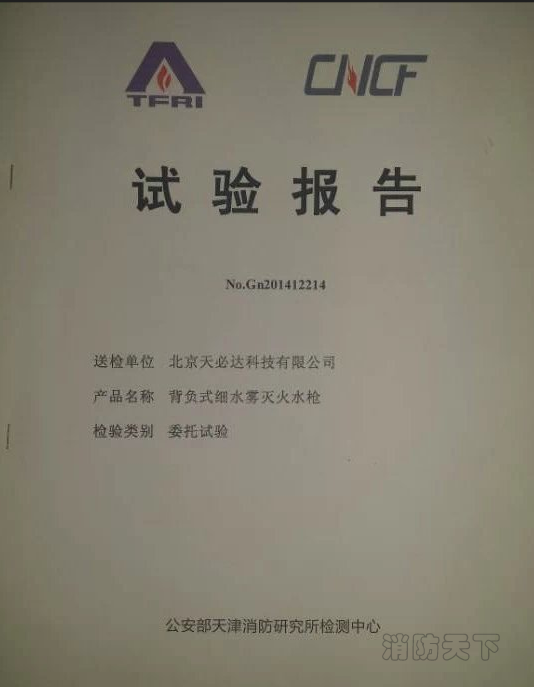 TFRI CNCF
试验报告
No.Gn201412214
送检单位 北京天必达科技有限公司
产品名称 背负式细水雾灭火水枪
检验类别 委托试验
公安部天津消防研究所检测中心
消防天下